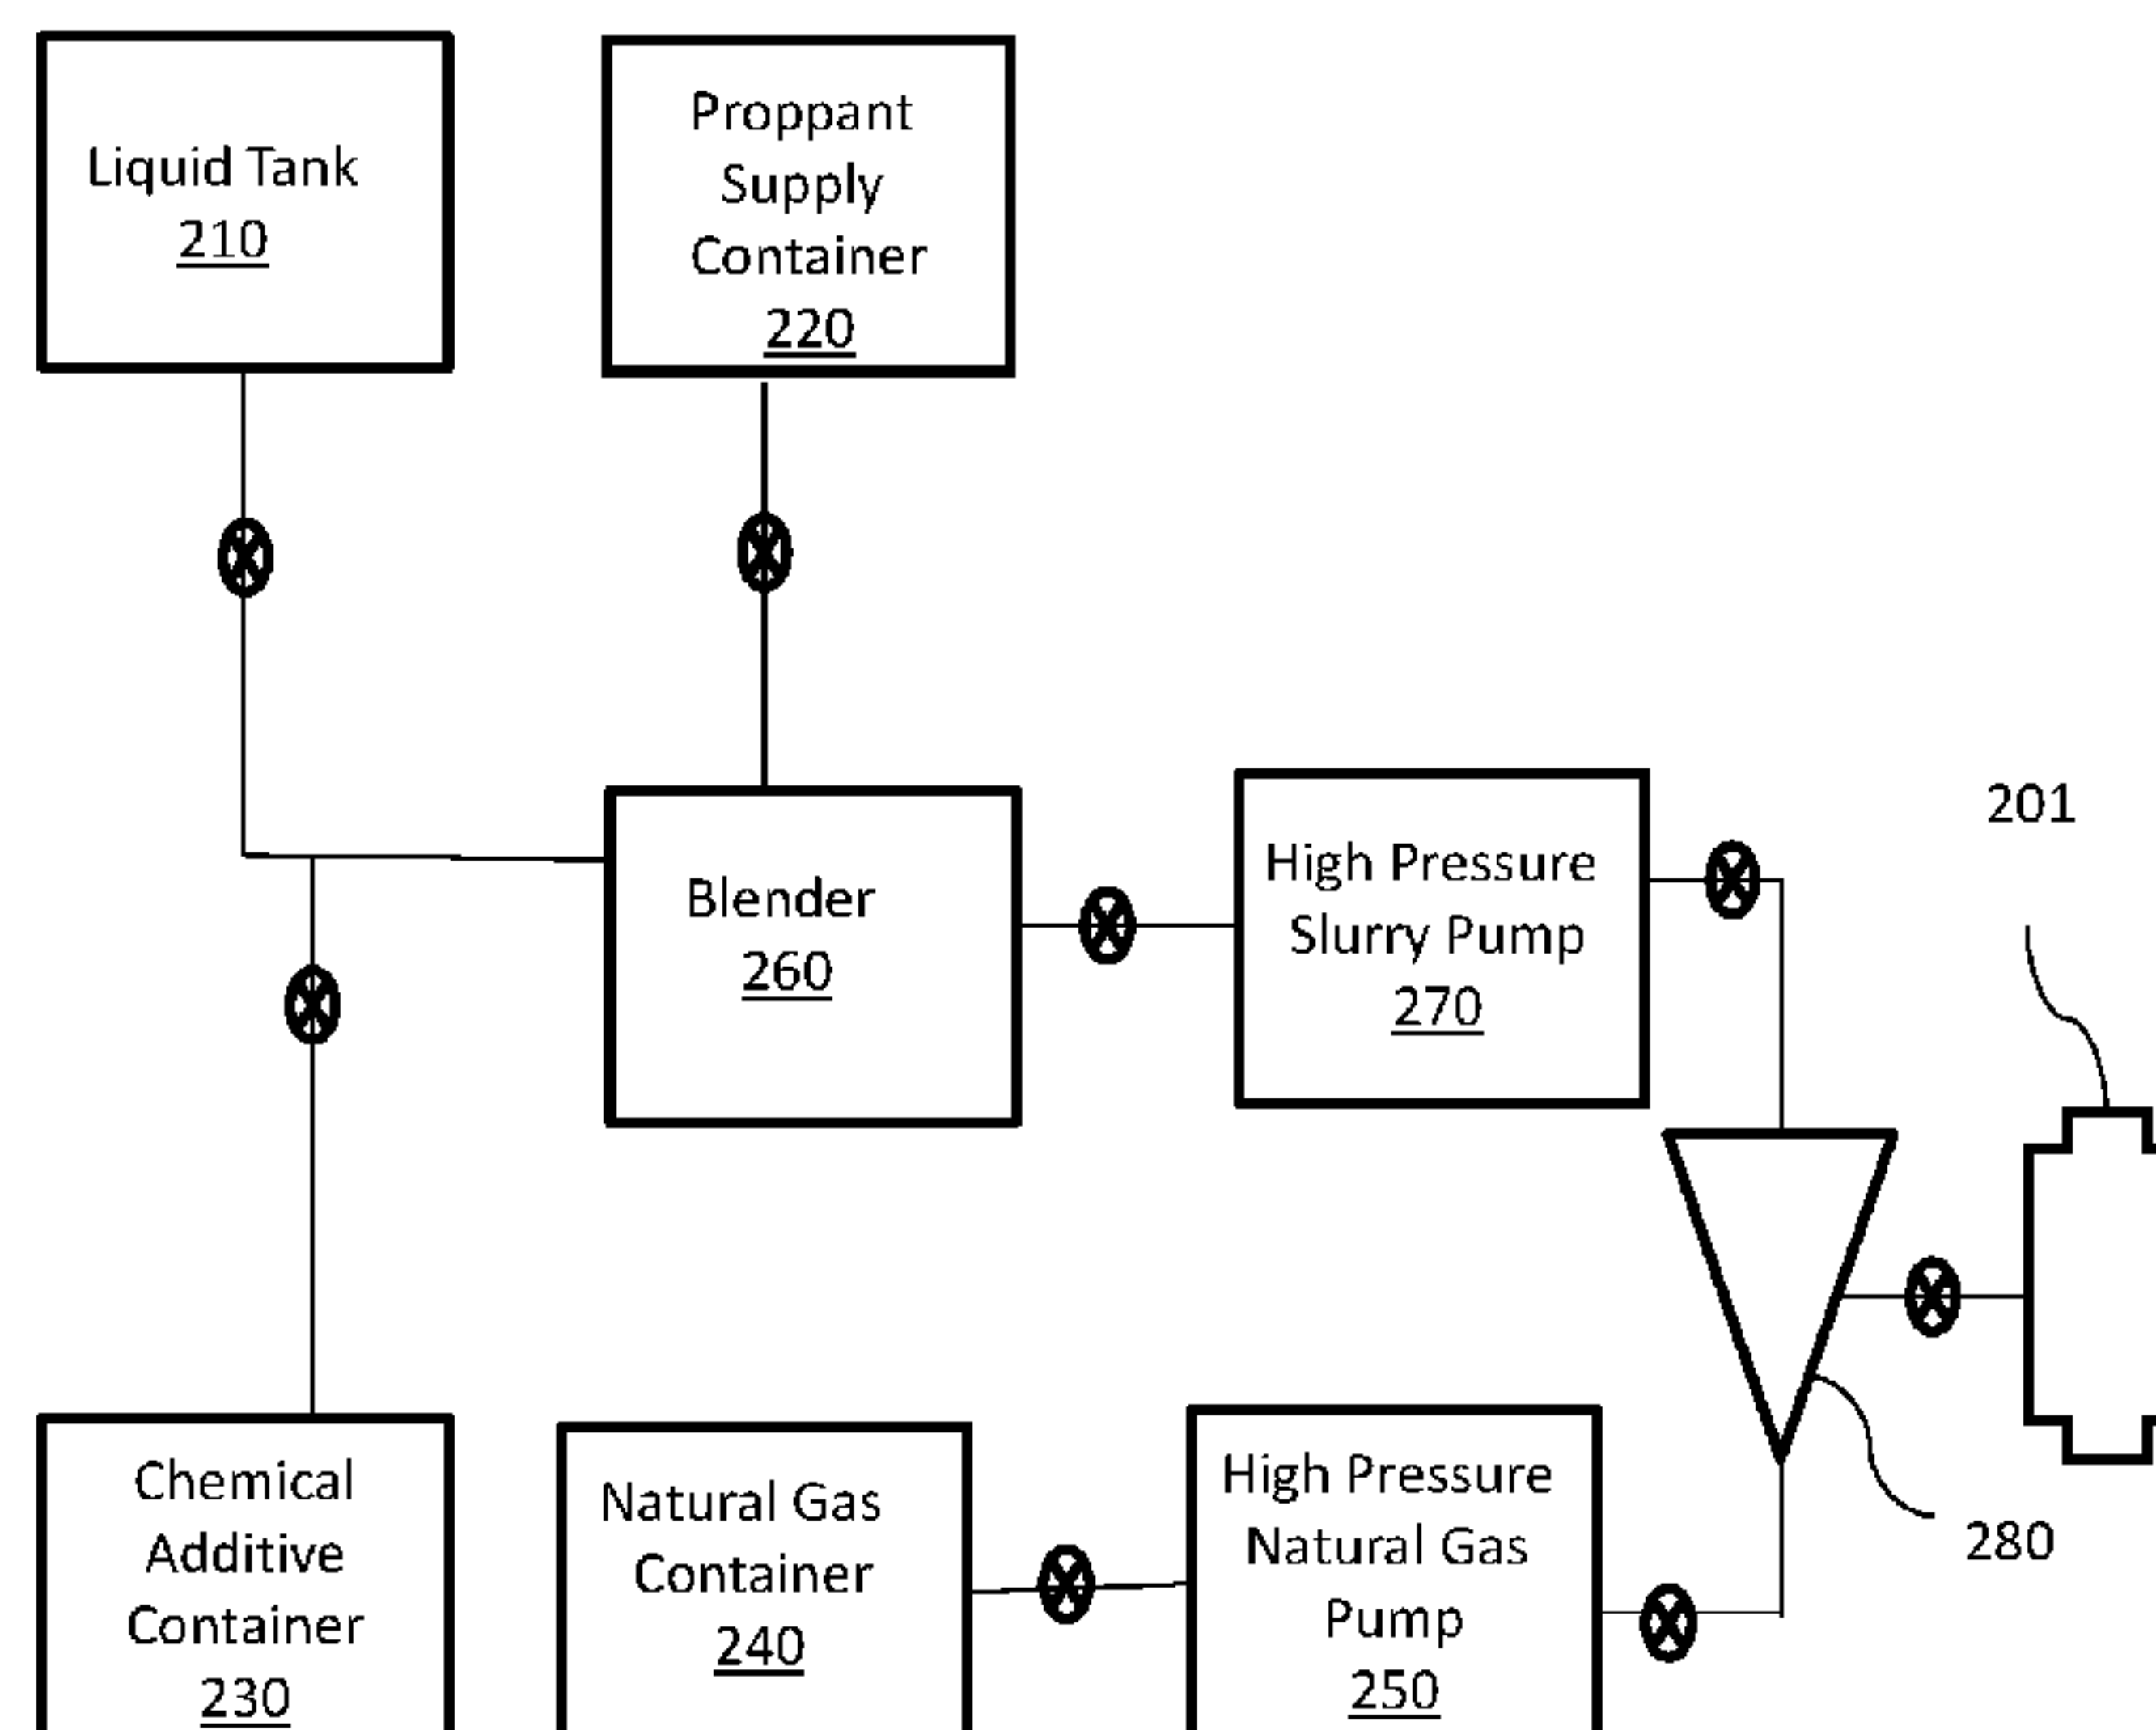 Liquid Tank
210
Proppant
Supply
Container
220
Blender
260
High Pressure
Slurry Pump
270
201
Chemical
Additive
Container
230
Natural Gas
Container
240
High Pressure
Natural Gas
Pump
250
280